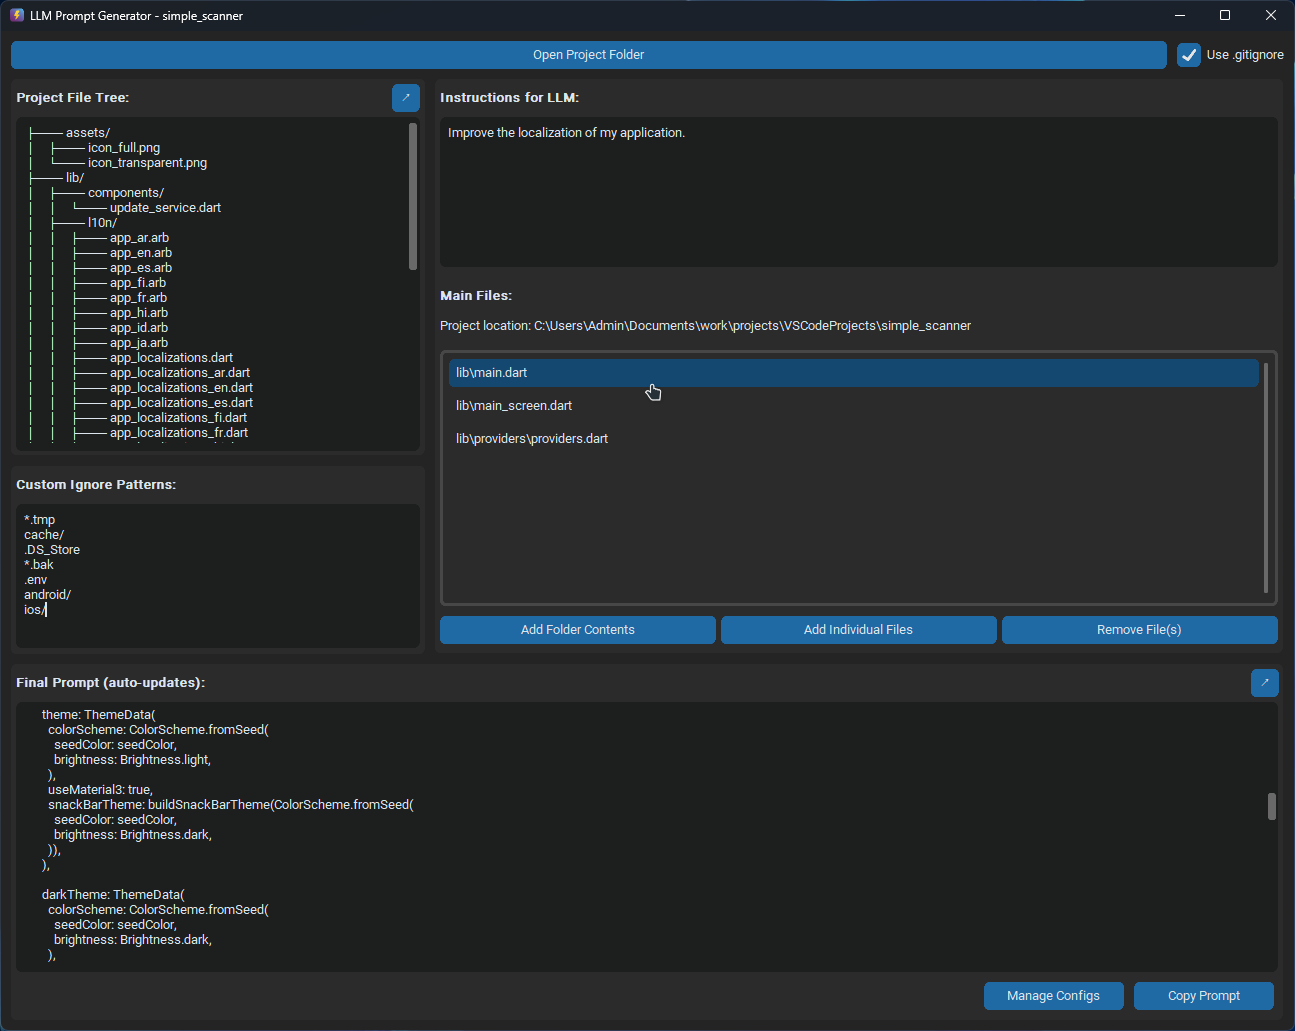 LLM Prompt Generator - simple_scanner
Open Project Folder
Use .gitignore
Project File Tree:
├── assets/
│ ├── icon_full.png
│ └── icon_transparent.png
├── lib/
│ ├── components/
│ │ └── update_service.dart
│ ├── l10n/
│ │ ├── app_ar.arb
│ │ ├── app_en.arb
│ │ ├── app_es.arb
│ │ ├── app_fi.arb
│ │ ├── app_fr.arb
│ │ ├── app_hi.arb
│ │ ├── app_id.arb
│ │ ├── app_ja.arb
│ │ ├── app_localizations.dart
│ │ ├── app_localizations_ar.dart
│ │ ├── app_localizations_en.dart
│ │ ├── app_localizations_es.dart
│ │ ├── app_localizations_fi.dart
│ │ ├── app_localizations_fr.dart
Custom Ignore Patterns:
*.tmp
cache/
.DS_Store
*.bak
.env
android/
ios/
Instructions for LLM:
Improve the localization of my application.
Main Files:
Project location: C:\Users\Admin\Documents\work\projects\VSCodeProjects\simple_scanner
lib\main.dart
lib\main_screen.dart
lib\providers\providers.dart
Add Folder Contents
Add Individual Files
Remove File(s)
Final Prompt (auto-updates):
theme: ThemeData(
colorScheme: ColorScheme.fromSeed(
seedColor: seedColor,
brightness: Brightness.light,
),
useMaterial3: true,
snackBarTheme: buildSnackBarTheme(ColorScheme.fromSeed(
seedColor: seedColor,
brightness: Brightness.dark,
)),
),
darkTheme: ThemeData(
colorScheme: ColorScheme.fromSeed(
seedColor: seedColor,
brightness: Brightness.dark,
),
Manage Configs
Copy Prompt